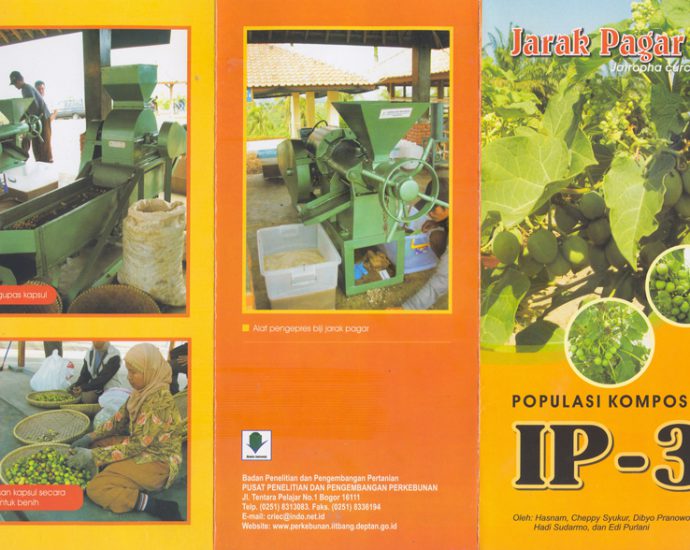 gupas kapsul
an kapsul secara
ntuk benih
Alat pengepres biji jarak pagar
Badan Penelitian dan Pengembangan Pertanian
PUSAT PENELITIAN DAN PENGEMBANGAN PERKEBUNAN
Jl. Tentara Pelajar No.1 Bogor 16111
Telp. (0251) 8313083. Faks. (0251) 8336194
E-mail: criec@indo.net.id
Website: www.perkebunan.litbang.deptan.go.id
Jarak Pagar
Jatropha curc
POPULASI KOMPOS
IP-3
Oleh: Hasnam, Cheppy Syukur, Dibyo Pranowo
Hadi Sudarmo, dan Edi Purlani